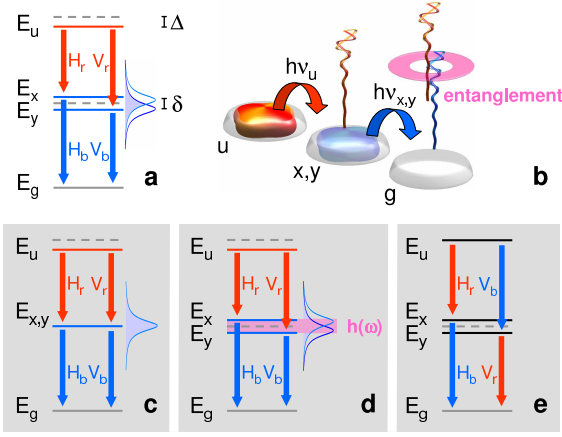 E_u
I Δ
H_r V_r
E_x
E_y
I δ
H_b V_b
E_g
a
hν_u
hν_x,y
entanglement
u
x,y
g
b
E_u
H_r V_r
E_x,y
H_b V_b
E_g
c
E_u
H_r V_r
E_x
E_y
h(ω)
H_b V_b
E_g
d
E_u
H_r V_b
E_x
E_y
H_b V_r
E_g
e